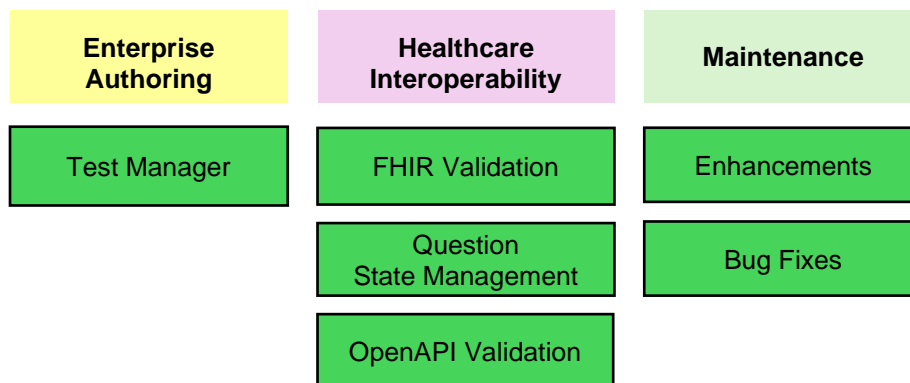 Enterprise
Authoring
Healthcare
Interoperability
Maintenance
Test Manager
FHIR Validation
Enhancements
Question
State Management
Bug Fixes
OpenAPI Validation